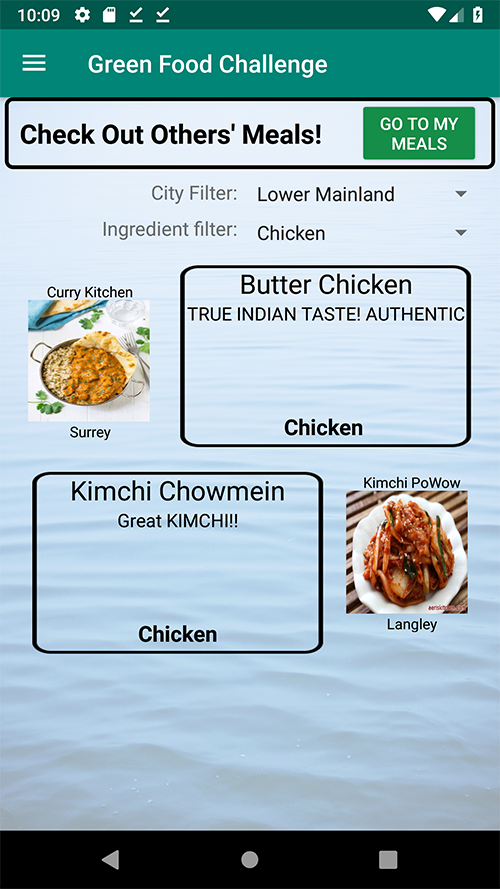 10:09
Green Food Challenge
Check Out Others' Meals!
GO TO MY
MEALS
City Filter: Lower Mainland
Ingredient filter: Chicken
Curry Kitchen
Surrey
Butter Chicken
TRUE INDIAN TASTE! AUTHENTIC
Chicken
Kimchi Chowmein
Great KIMCHI!!
Chicken
Kimchi PoWow
Langley